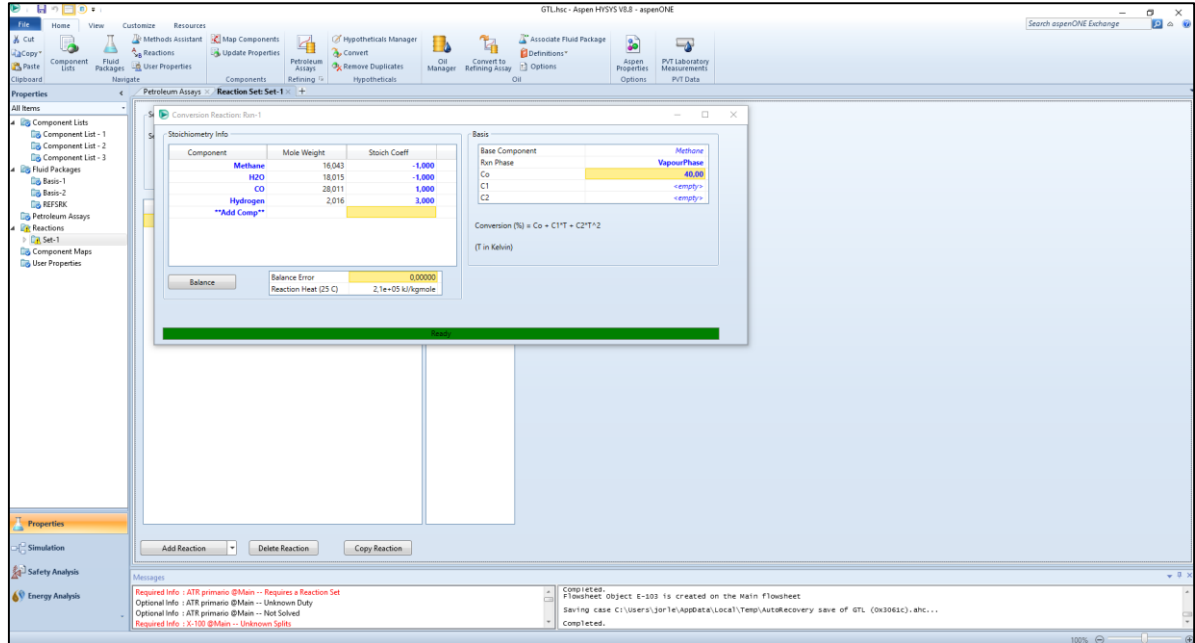 GTL.hsc - Aspen HYSYS V8.8 - aspenONE
File Home View Customize Resources
Search aspenONE Exchange
Cut
Copy
Paste
Clipboard
Component Lists
Fluid Packages
Methods Assistant
Reactions
User Properties
Navigate
Map Components
Update Properties
Components
Petroleum Assays
Refining
Hypotheticals Manager
Convert
Remove Duplicates
Hypotheticals
Oil Manager
Convert to Refining Assay
Associate Fluid Package
Definitions
Options
Oil
Aspen Properties
Options
PVT Laboratory Measurements
PVT Data
Properties
All Items
Component Lists
Component List - 1
Component List - 2
Component List - 3
Fluid Packages
Basis-1
Basis-2
REFSRK
Petroleum Assays
Reactions
Set-1
Component Maps
User Properties
Properties
Simulation
Safety Analysis
Energy Analysis
Petroleum Assays Reaction Set: Set-1 +
Conversion Reaction: Rxn-1
Stoichiometry Info
Component Mole Weight Stoich Coeff
Methane 16,043 -1,000
H2O 18,015 -1,000
CO 28,011 1,000
Hydrogen 2,016 3,000
**Add Comp**
Balance
Balance Error 0,00000
Reaction Heat (25 C) 2,1e+05 kJ/kgmole
Basis
Base Component Methane
Rxn Phase VapourPhase
Co 40,00
C1 <empty>
C2 <empty>
Conversion (%) = Co + C1*T + C2*T^2
(T in Kelvin)
Ready
Add Reaction
Delete Reaction
Copy Reaction
Messages
Required Info : ATR primario @Main -- Requires a Reaction Set
Optional Info : ATR primario @Main -- Unknown Duty
Optional Info : ATR primario @Main -- Not Solved
Required Info : X-100 @Main -- Unknown Splits
Completed.
Flowsheet Object E-103 is created on the Main flowsheet
Saving case C:\Users\jorle\AppData\Local\Temp\AutoRecovery save of GTL (0x3061c).ahc...
Completed.
100%